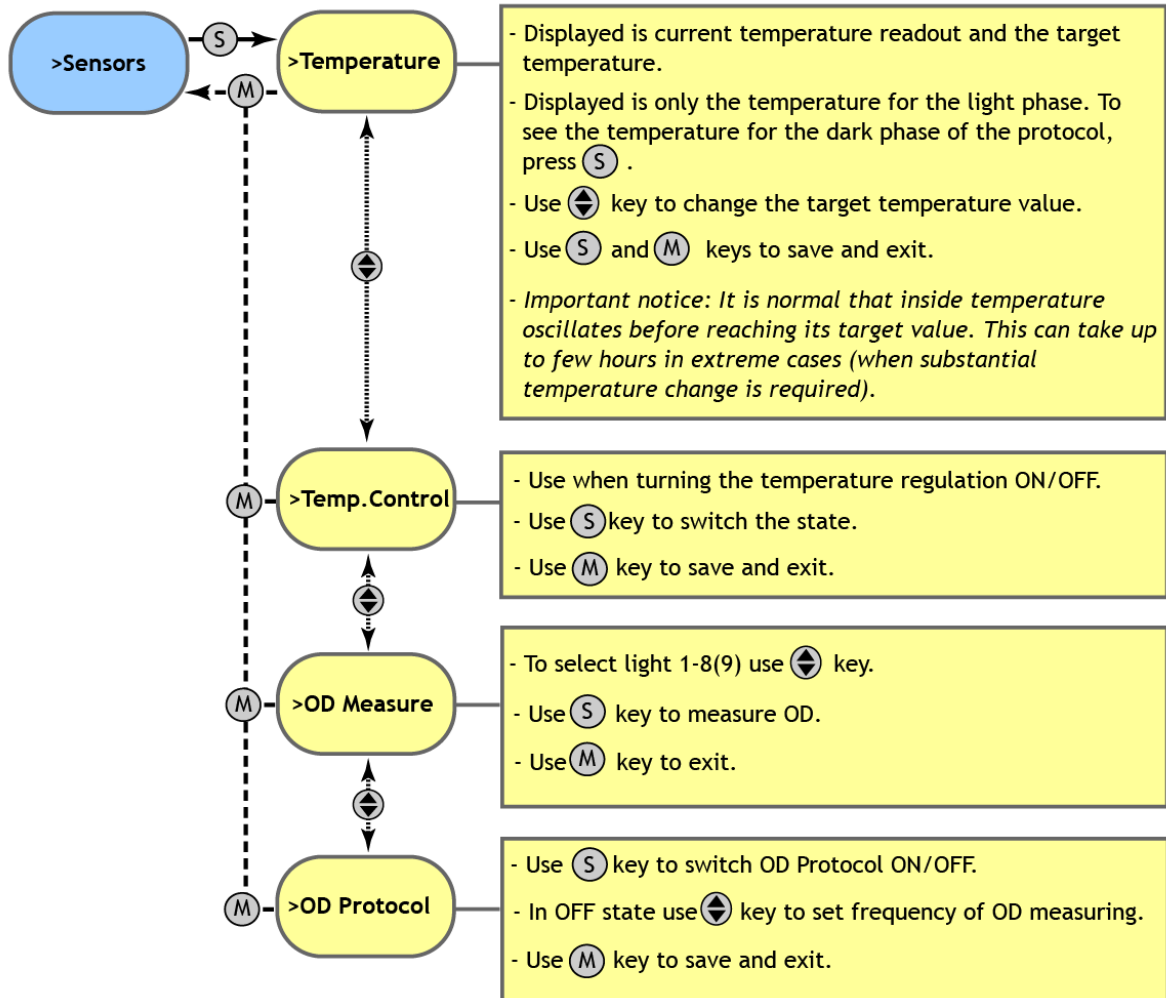 >Sensors
S
M
>Temperature
- Displayed is current temperature readout and the target
temperature.
- Displayed is only the temperature for the light phase. To
see the temperature for the dark phase of the protocol,
press S .
- Use key to change the target temperature value.
- Use S and M keys to save and exit.
- Important notice: It is normal that inside temperature
oscillates before reaching its target value. This can take up
to few hours in extreme cases (when substantial
temperature change is required).
M
>Temp.Control
- Use when turning the temperature regulation ON/OFF.
- Use S key to switch the state.
- Use M key to save and exit.
M
>OD Measure
- To select light 1-8(9) use key.
- Use S key to measure OD.
- Use M key to exit.
M
>OD Protocol
- Use S key to switch OD Protocol ON/OFF.
- In OFF state use key to set frequency of OD measuring.
- Use M key to save and exit.